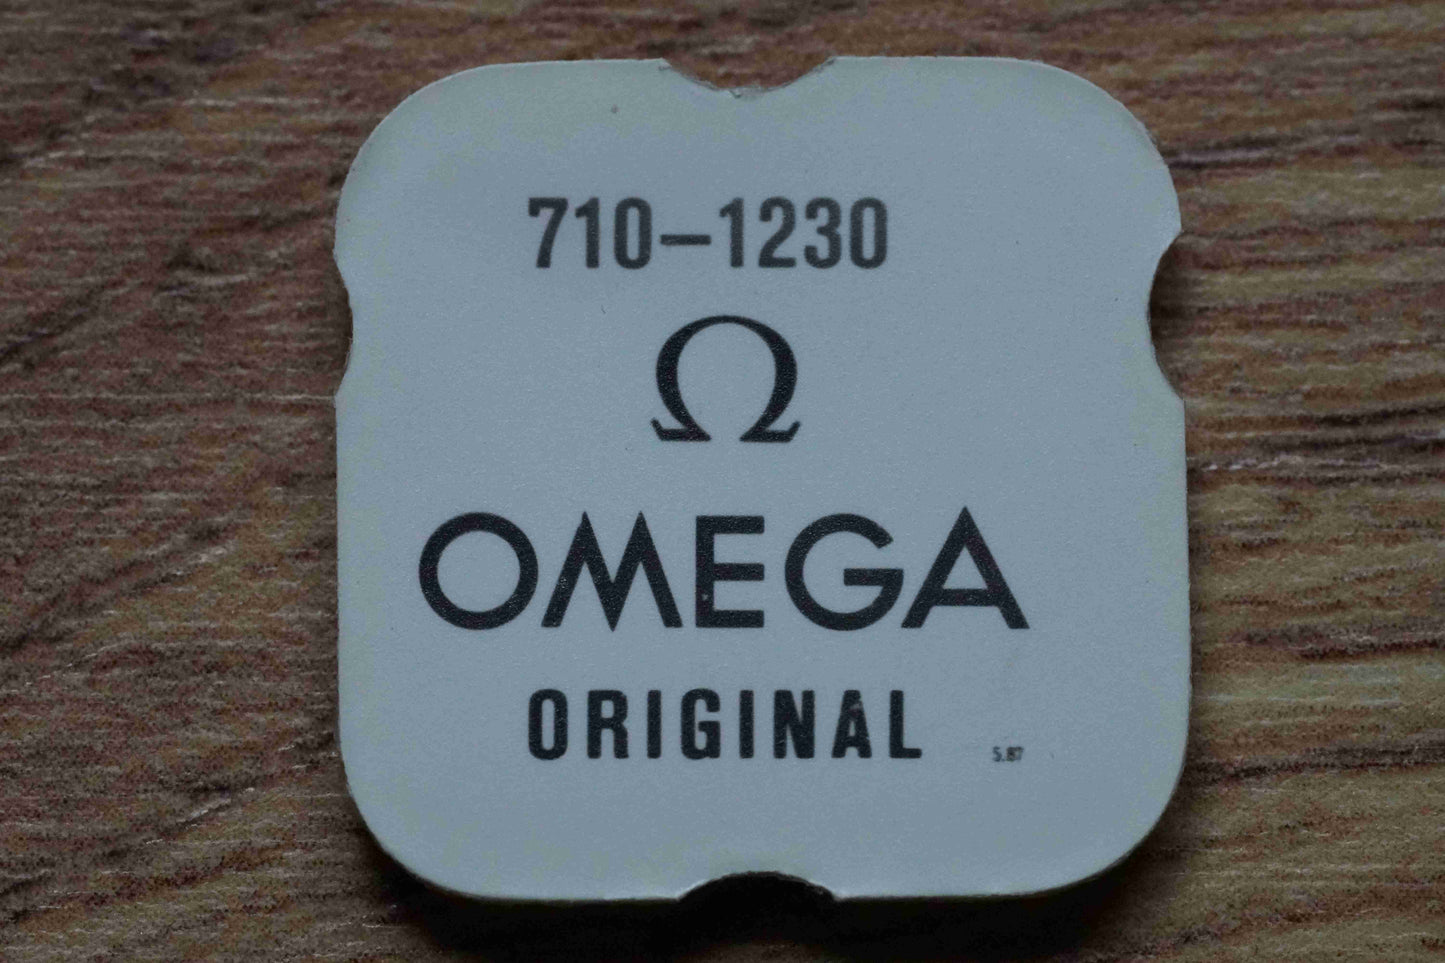 710-1230
Ω
OMEGA
ORIGINAL
5.87